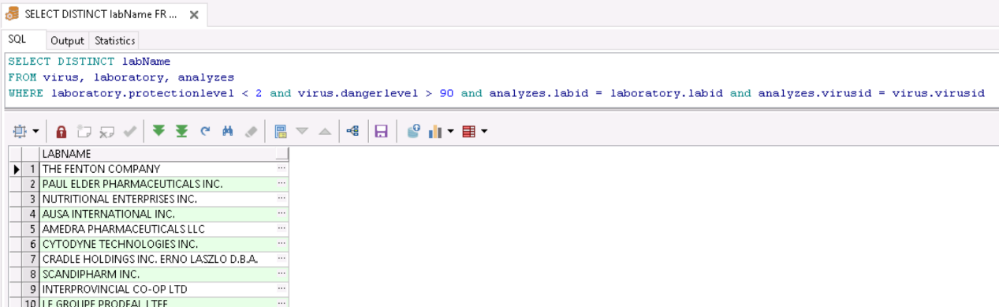 SELECT DISTINCT labName FR ...
SQL Output Statistics
SELECT DISTINCT labName
FROM virus, laboratory, analyzes
WHERE laboratory.protectionlevel < 2 and virus.dangerlevel > 90 and analyzes.labid = laboratory.labid and analyzes.virusid = virus.virusid
LABNAME
1 THE FENTON COMPANY ...
2 PAUL ELDER PHARMACEUTICALS INC. ...
3 NUTRITIONAL ENTERPRISES INC. ...
4 AUSA INTERNATIONAL INC. ...
5 AMEDRA PHARMACEUTICALS LLC ...
6 CYTODYNE TECHNOLOGIES INC. ...
7 CRADLE HOLDINGS INC. ERNO LASZLO D.B.A. ...
8 SCANDIPHARM INC. ...
9 INTERPROVINCIAL CO-OP LTD ...
10 LE GROUPE PRODEAL LTEE ...